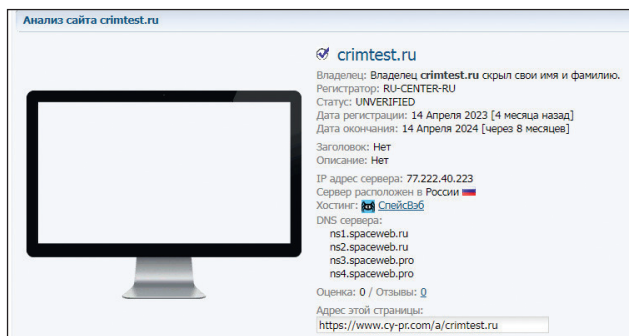 Анализ сайта crimtest.ru
crimtest.ru
Владелец: Владелец crimtest.ru скрыл свои имя и фамилию.
Регистратор: RU-CENTER-RU
Статус: UNVERIFIED
Дата регистрации: 14 Апреля 2023 [4 месяца назад]
Дата окончания: 14 Апреля 2024 [через 8 месяцев]
Заголовок: Нет
Описание: Нет
IP адрес сервера: 77.222.40.223
Сервер расположен в России
Хостинг: СпейсВэб
DNS сервера:
ns1.spaceweb.ru
ns2.spaceweb.ru
ns3.spaceweb.pro
ns4.spaceweb.pro
Оценка: 0 / Отзывы: 0
Адрес этой страницы:
https://www.cy-pr.com/a/crimtest.ru